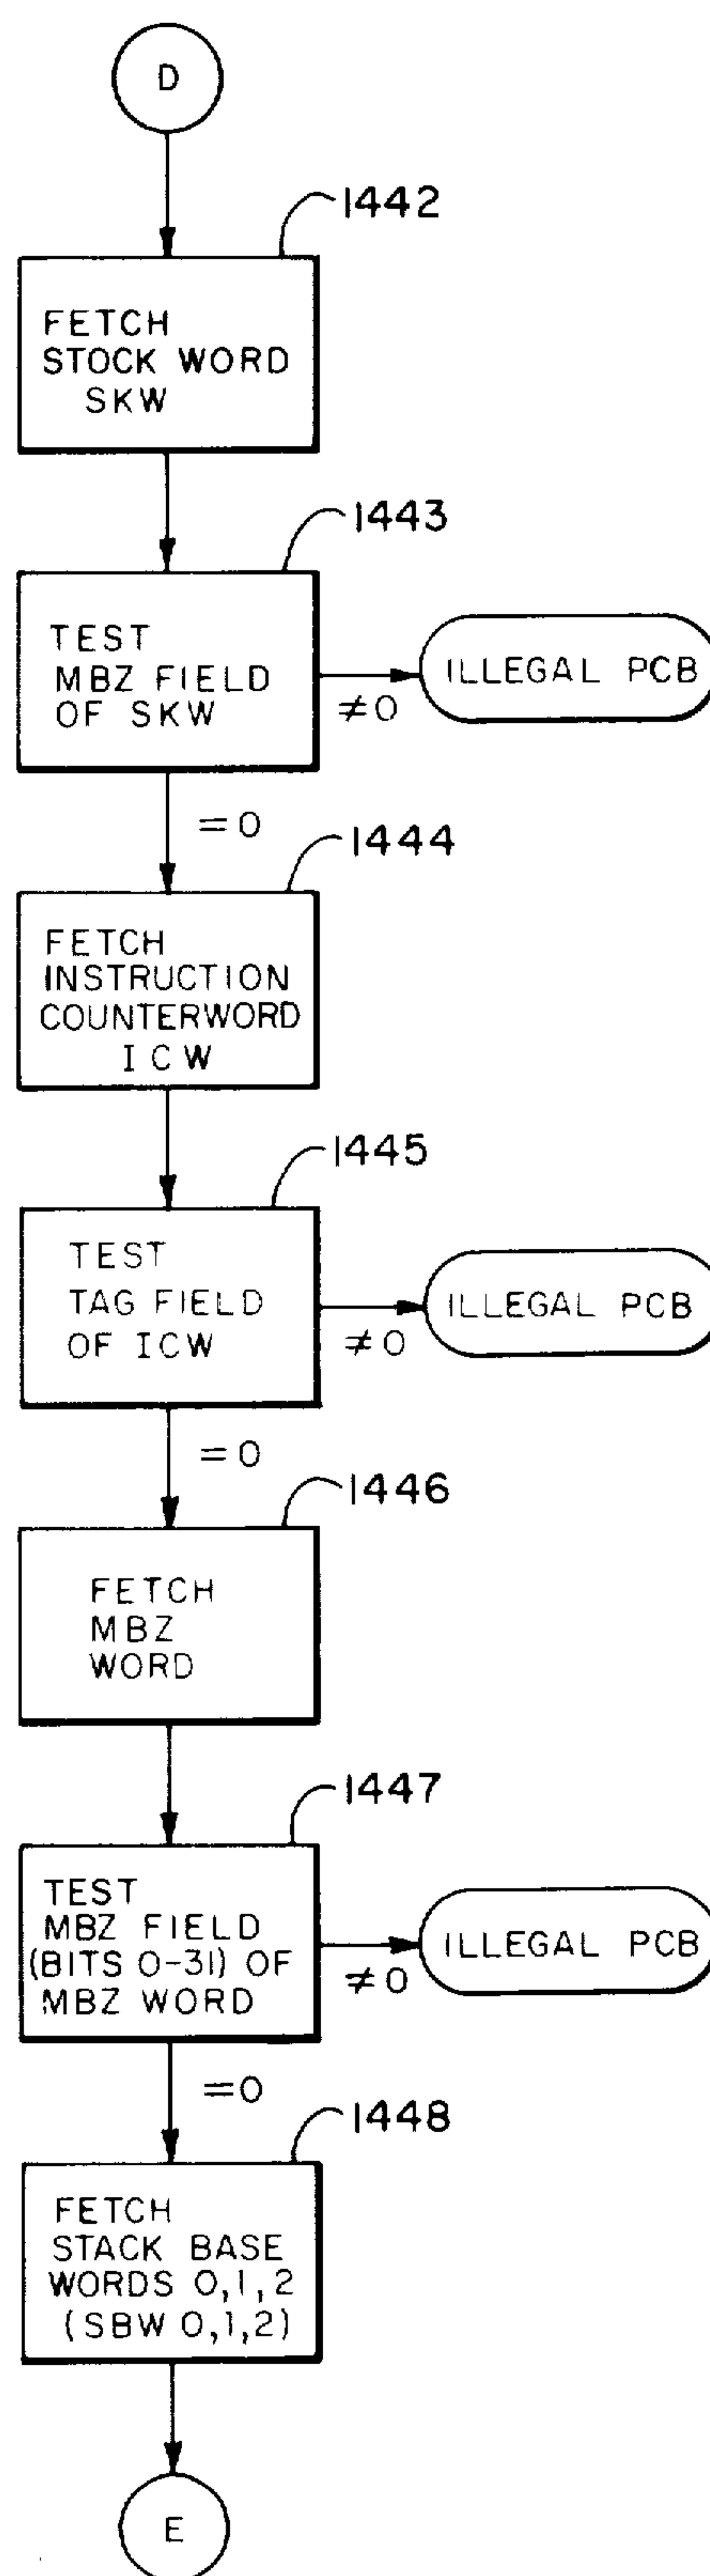 D
1442
FETCH
STOCK WORD
SKW
1443
TEST
MBZ FIELD
OF SKW
≠0
ILLEGAL PCB
=0
1444
FETCH
INSTRUCTION
COUNTERWORD
ICW
1445
TEST
TAG FIELD
OF ICW
≠0
ILLEGAL PCB
=0
1446
FETCH
MBZ
WORD
1447
TEST
MBZ FIELD
(BITS 0-31) OF
MBZ WORD
≠0
ILLEGAL PCB
=0
1448
FETCH
STACK BASE
WORDS 0,1,2
(SBW 0,1,2)
E